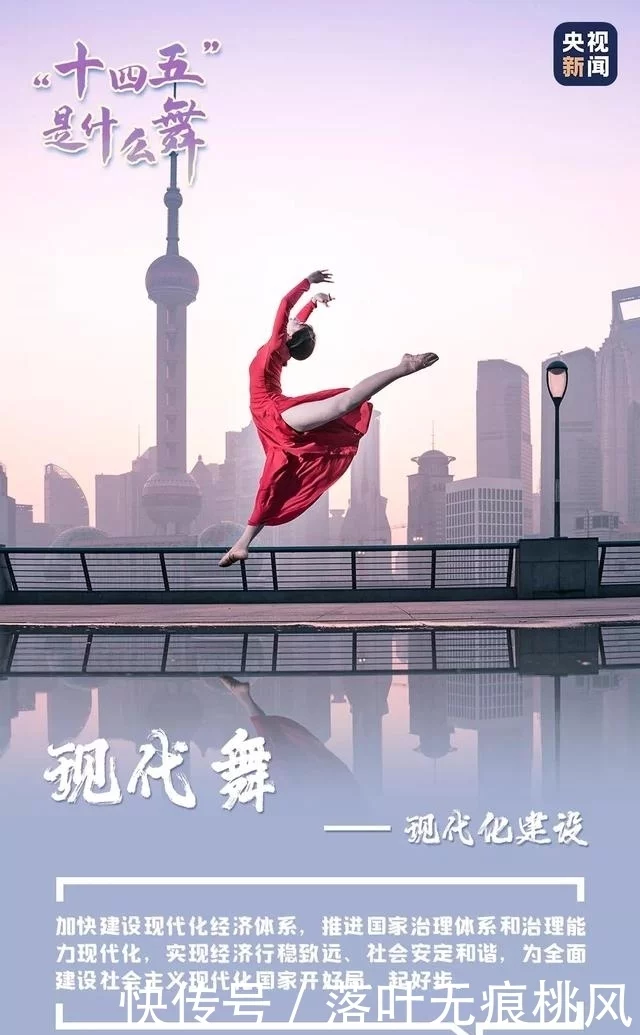 “十四五”
是什么舞
央视
新闻
现代舞
——现代化建设
加快建设现代化经济体系，推进国家治理体系和治理能
力现代化，实现经济行稳致远、社会安定和谐，为全面
建设社会主义现代化国家开好局、起好步
快传号 / 落叶无痕桃风